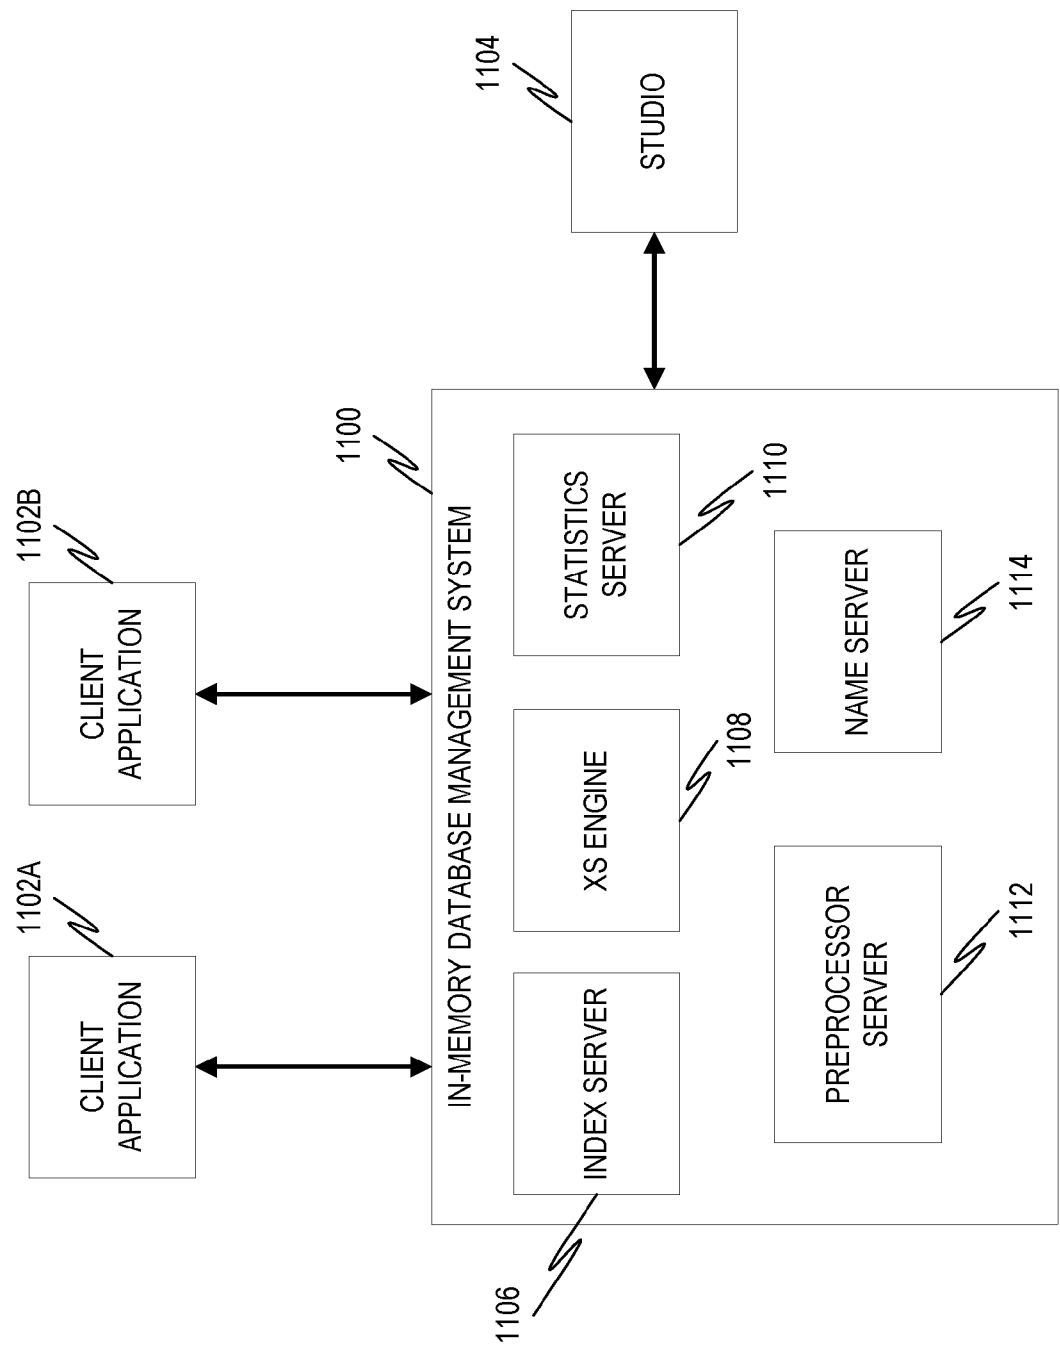 1102A
CLIENT
APPLICATION
1102B
CLIENT
APPLICATION
1100
IN-MEMORY DATABASE MANAGEMENT SYSTEM
1104
STUDIO
1106
INDEX SERVER
XS ENGINE
1108
STATISTICS
SERVER
1110
PREPROCESSOR
SERVER
1112
NAME SERVER
1114